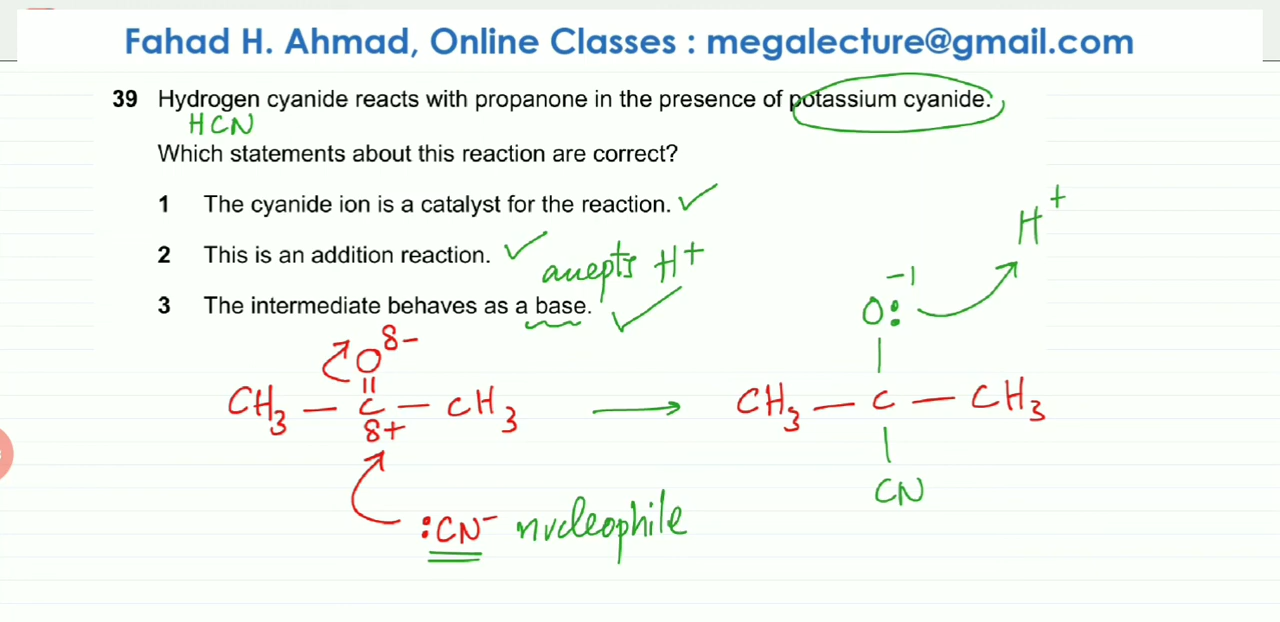 Fahad H. Ahmad, Online Classes : megalecture@gmail.com
39 Hydrogen cyanide reacts with propanone in the presence of potassium cyanide.
HCN
Which statements about this reaction are correct?
1 The cyanide ion is a catalyst for the reaction. ✓
2 This is an addition reaction. ✓
accepts H+
3 The intermediate behaves as a base. ✓
H+
-1
O:
Oδ-
CH3 — C — CH3
δ+
CH3 — C — CH3
CN
:CN- nucleophile